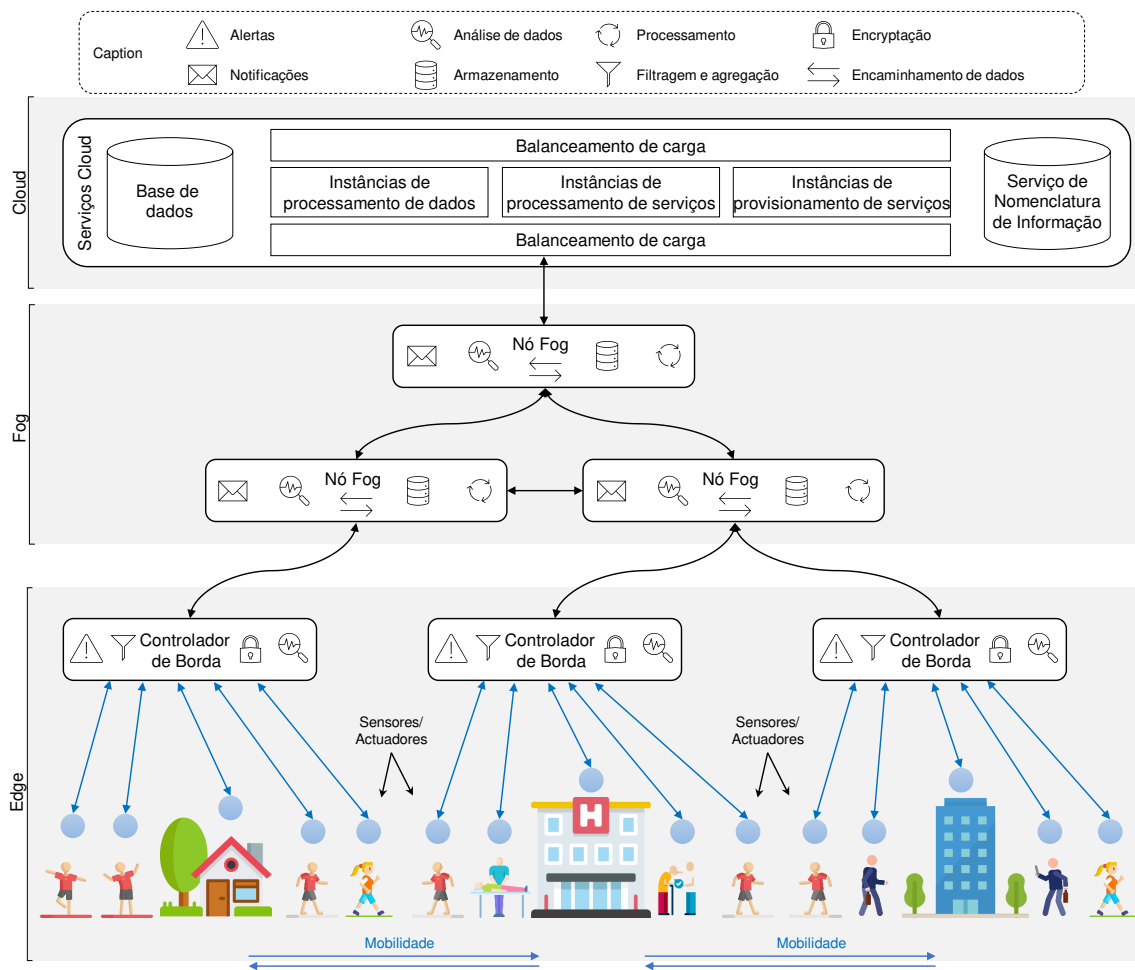 Caption
Alertas
Análise de dados
Processamento
Encryptação
Notificações
Armazenamento
Filtragem e agregação
Encaminhamento de dados
Cloud
Serviços Cloud
Base de
dados
Balanceamento de carga
Instâncias de
processamento de dados
Instâncias de
processamento de serviços
Instâncias de
provisionamento de serviços
Balanceamento de carga
Serviço de
Nomenclatura
de Informação
Fog
Nó Fog
Nó Fog
Nó Fog
Edge
Controlador
de Borda
Controlador
de Borda
Controlador
de Borda
Sensores/
Actuadores
Sensores/
Actuadores
H
Mobilidade
Mobilidade